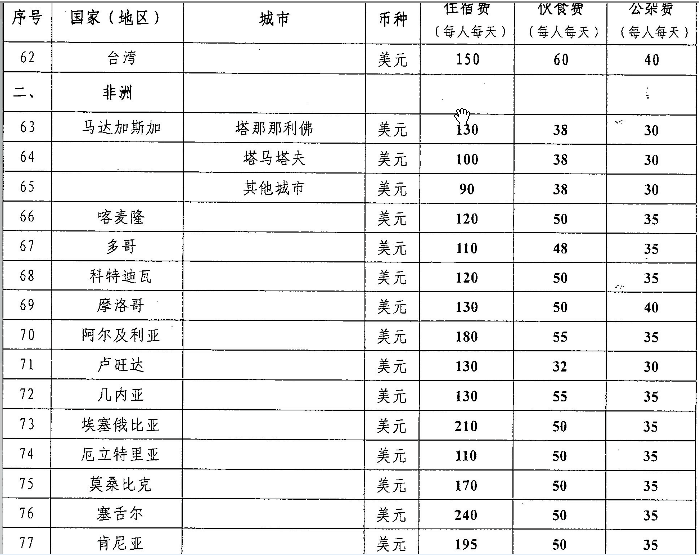 序号 国家（地区） 城市 币种 住宿费（每人每天） 伙食费（每人每天） 公杂费（每人每天）
62 台湾 美元 150 60 40
二、 非洲
63 马达加斯加 塔那那利佛 美元 130 38 30
64 塔马塔夫 美元 100 38 30
65 其他城市 美元 90 38 30
66 喀麦隆 美元 120 50 35
67 多哥 美元 110 48 35
68 科特迪瓦 美元 120 50 35
69 摩洛哥 美元 130 50 40
70 阿尔及利亚 美元 180 55 35
71 卢旺达 美元 130 32 30
72 几内亚 美元 130 55 35
73 埃塞俄比亚 美元 210 50 35
74 厄立特里亚 美元 110 50 35
75 莫桑比克 美元 170 50 35
76 塞舌尔 美元 240 50 35
77 肯尼亚 美元 195 50 35